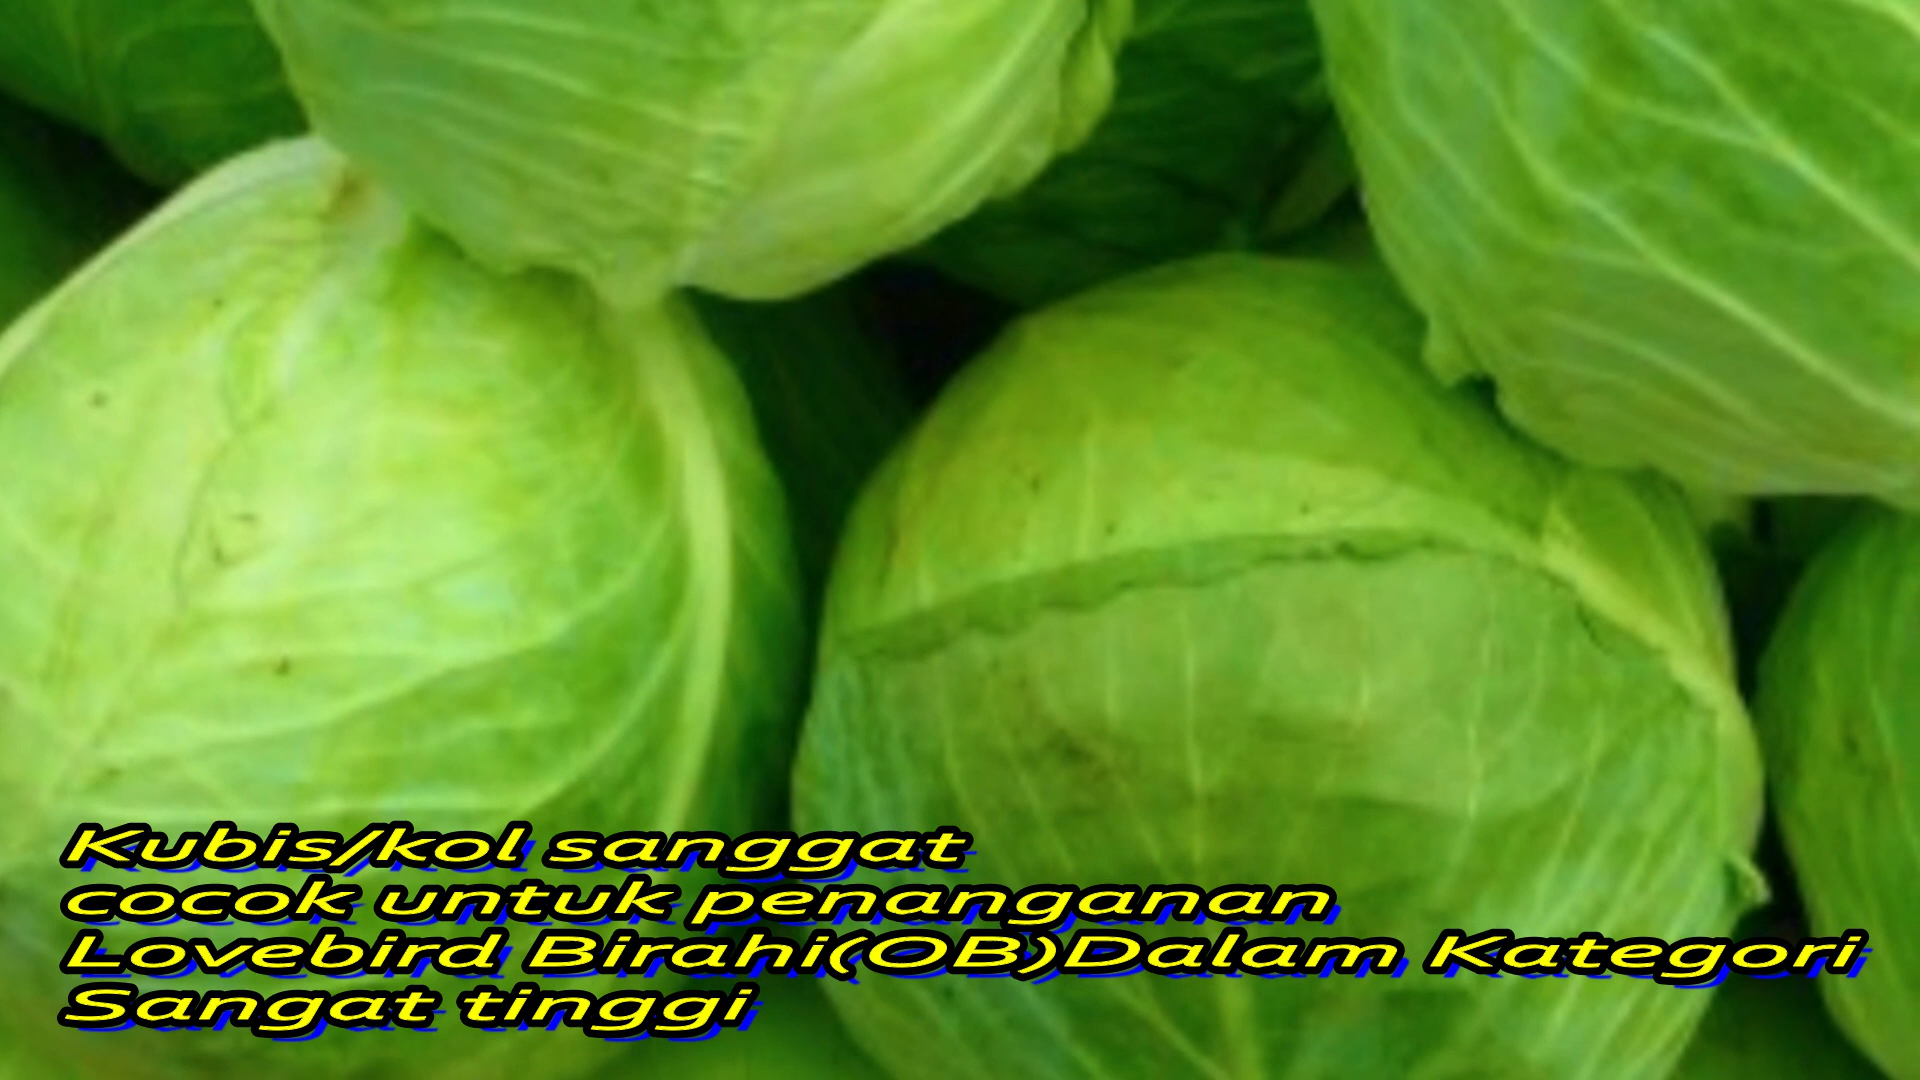 Kubis/kol sanggat
cocok untuk penanganan
Lovebird Birahi(OB)Dalam Kategori
Sangat tinggi